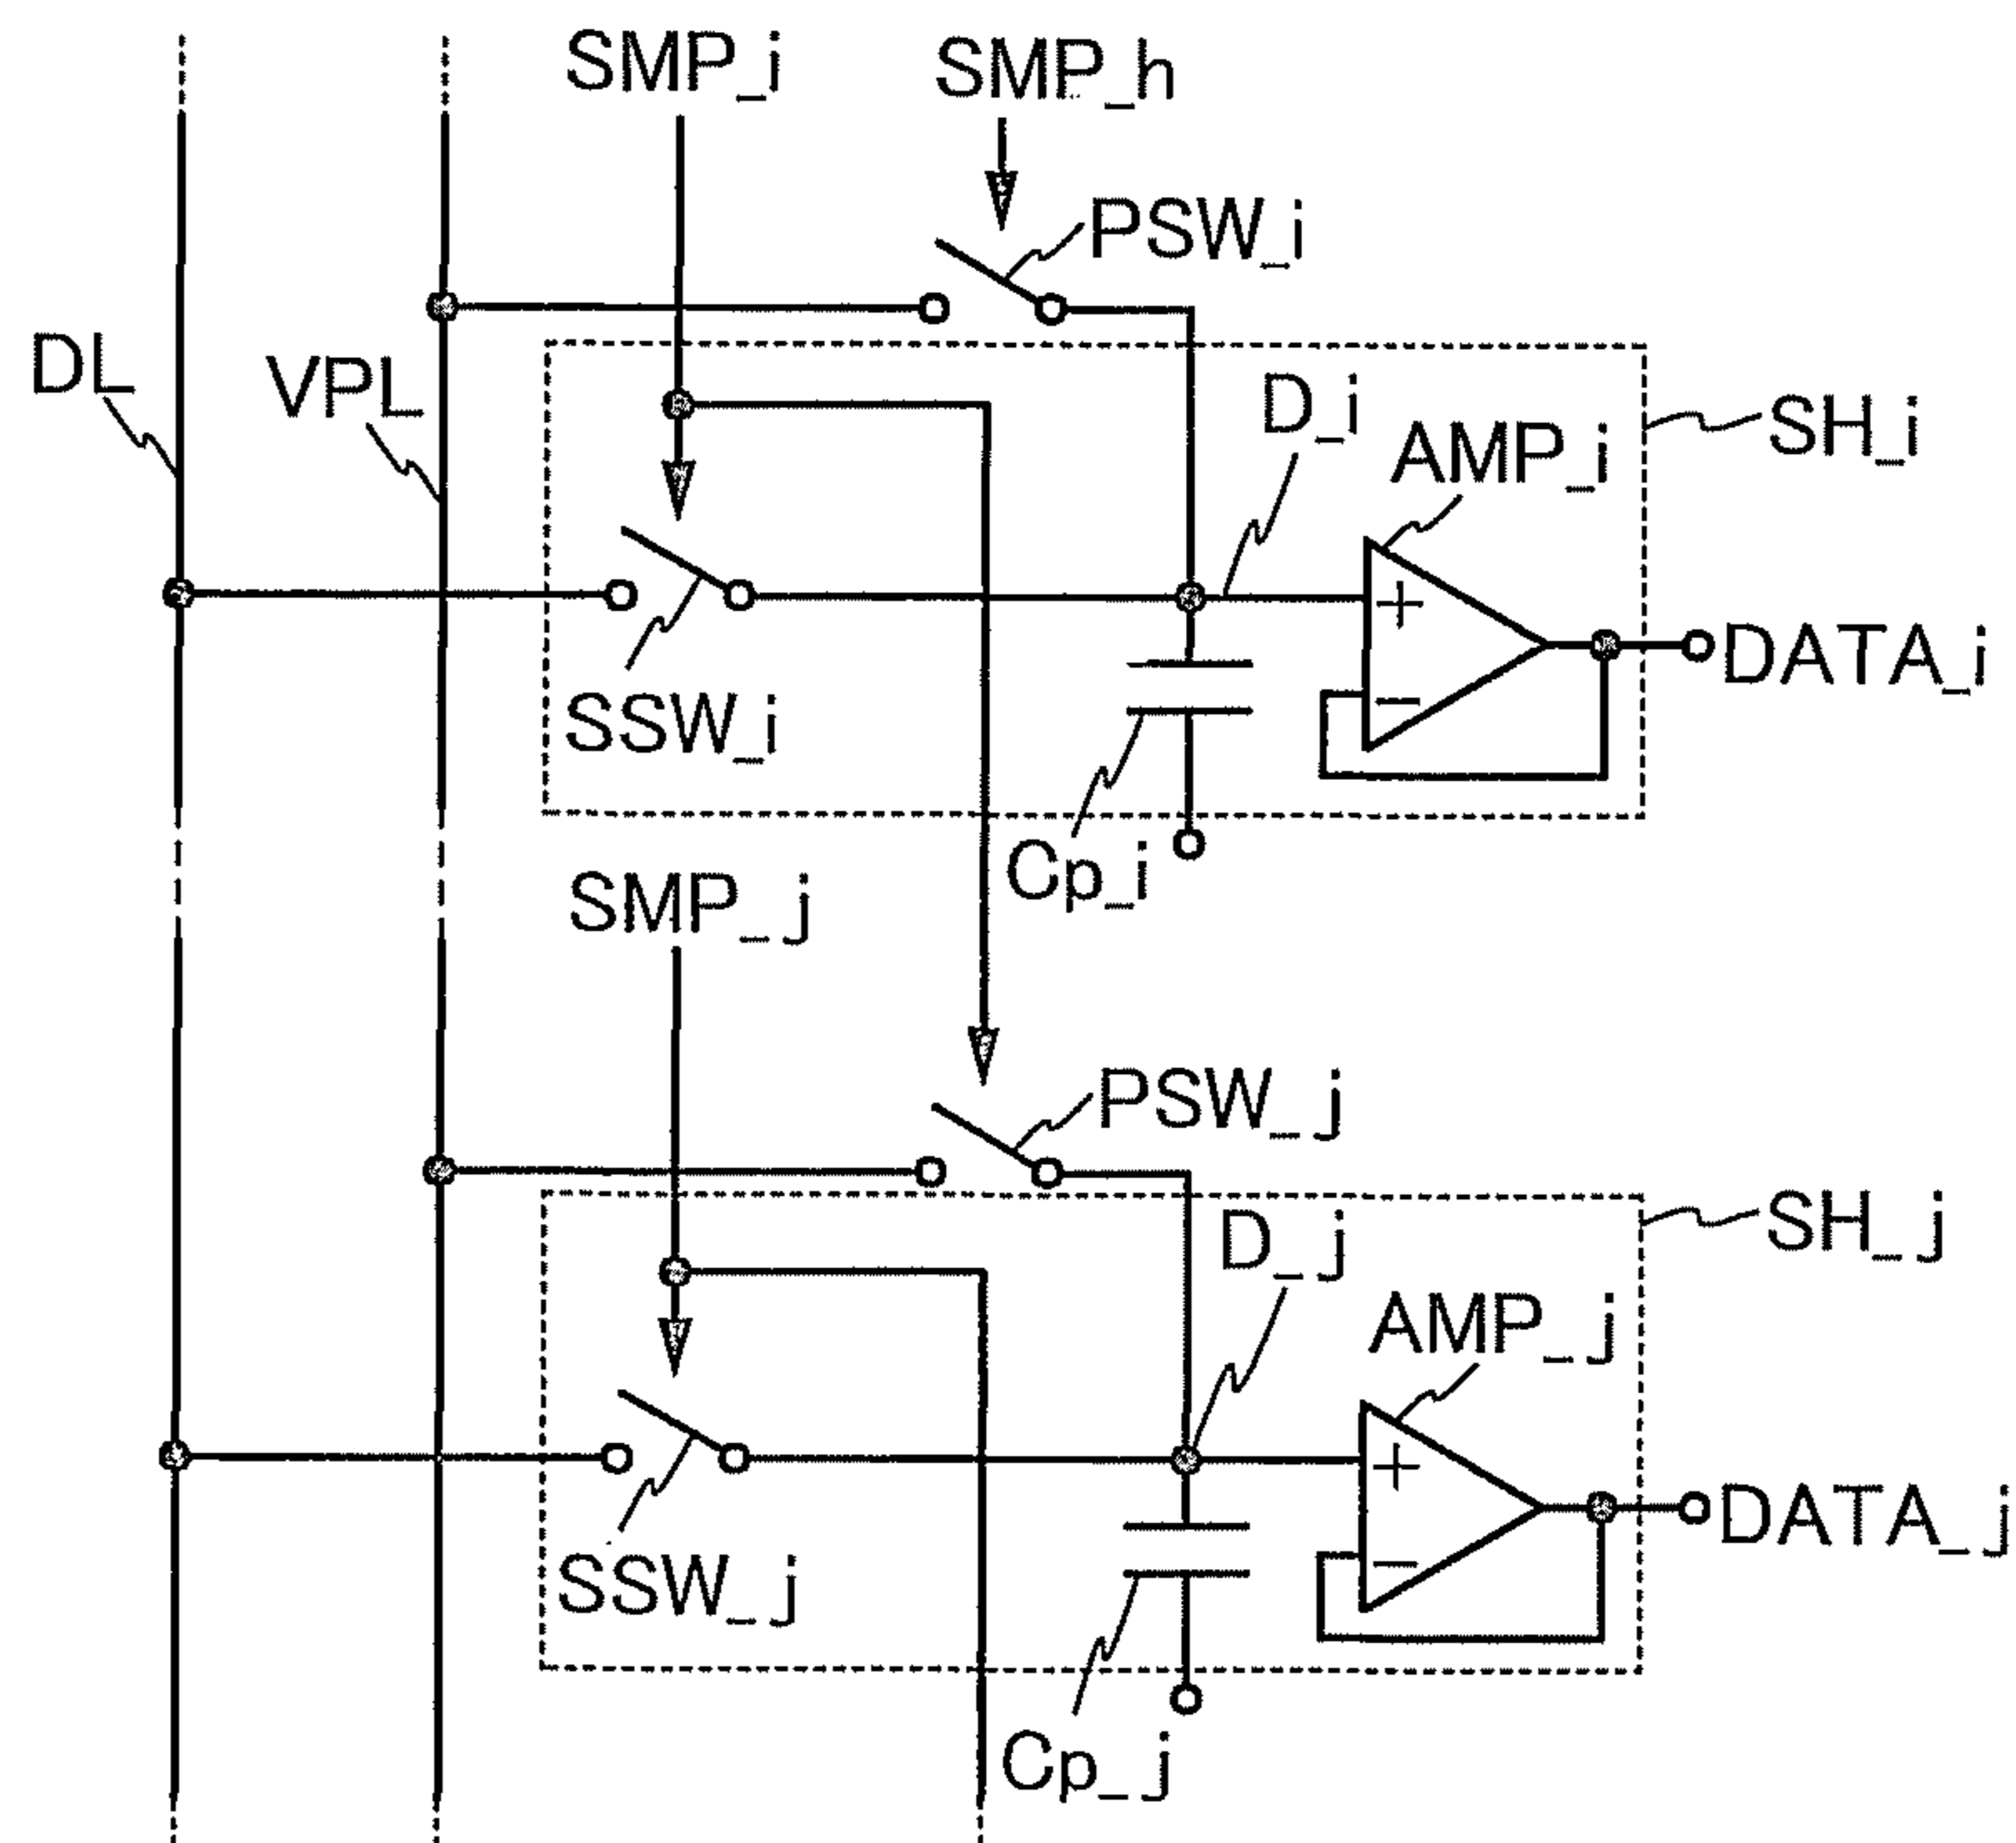 SMP_i
SMP_h
PSW_i
DL
VPL
D_i
AMP_i
SH_i
+
−
DATA_i
SSW_i
Cp_i
SMP_j
PSW_j
D_j
SH_j
AMP_j
+
−
DATA_j
SSW_j
Cp_j